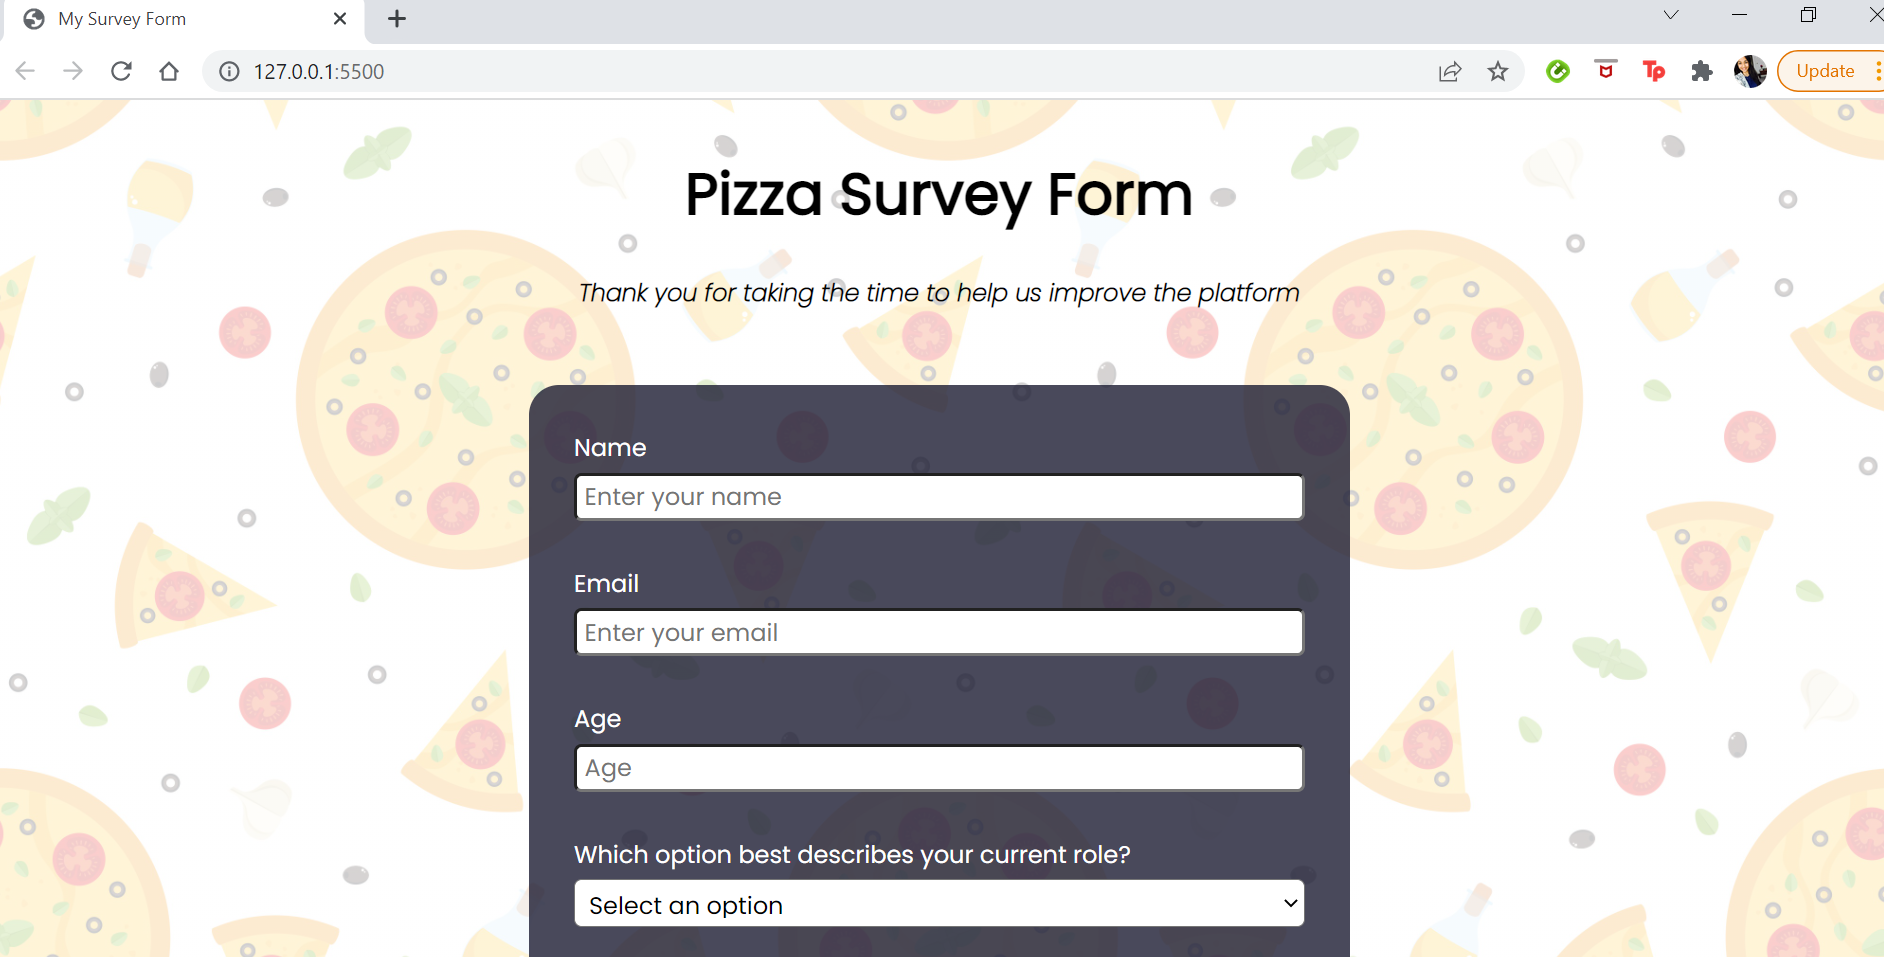 My Survey Form
127.0.0.1:5500
Tp
Update
Pizza Survey Form
Thank you for taking the time to help us improve the platform
Name
Enter your name
Email
Enter your email
Age
Age
Which option best describes your current role?
Select an option